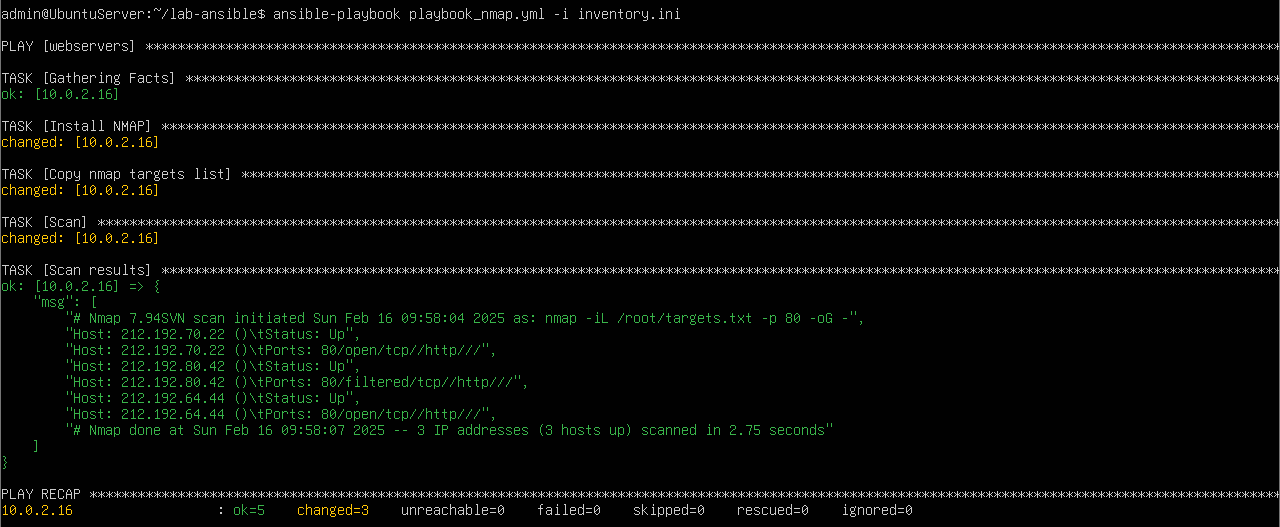 admin@UbuntuServer:~/lab-ansible$ ansible-playbook playbook_nmap.yml -i inventory.ini
PLAY [webservers] ***********************************************************************************************************************************************
TASK [Gathering Facts] ******************************************************************************************************************************************
ok: [10.0.2.16]
TASK [Install NMAP] *********************************************************************************************************************************************
changed: [10.0.2.16]
TASK [Copy nmap targets list] ***********************************************************************************************************************************
changed: [10.0.2.16]
TASK [Scan] *****************************************************************************************************************************************************
changed: [10.0.2.16]
TASK [Scan results] *********************************************************************************************************************************************
ok: [10.0.2.16] => {
    "msg": [
        "# Nmap 7.94SVN scan initiated Sun Feb 16 09:58:04 2025 as: nmap -iL /root/targets.txt -p 80 -oG -",
        "Host: 212.192.70.22 ()\tStatus: Up",
        "Host: 212.192.70.22 ()\tPorts: 80/open/tcp//http///",
        "Host: 212.192.80.42 ()\tStatus: Up",
        "Host: 212.192.80.42 ()\tPorts: 80/filtered/tcp//http///",
        "Host: 212.192.64.44 ()\tStatus: Up",
        "Host: 212.192.64.44 ()\tPorts: 80/open/tcp//http///",
        "# Nmap done at Sun Feb 16 09:58:07 2025 -- 3 IP addresses (3 hosts up) scanned in 2.75 seconds"
    ]
}
PLAY RECAP ******************************************************************************************************************************************************
10.0.2.16                  : ok=5    changed=3    unreachable=0    failed=0    skipped=0    rescued=0    ignored=0